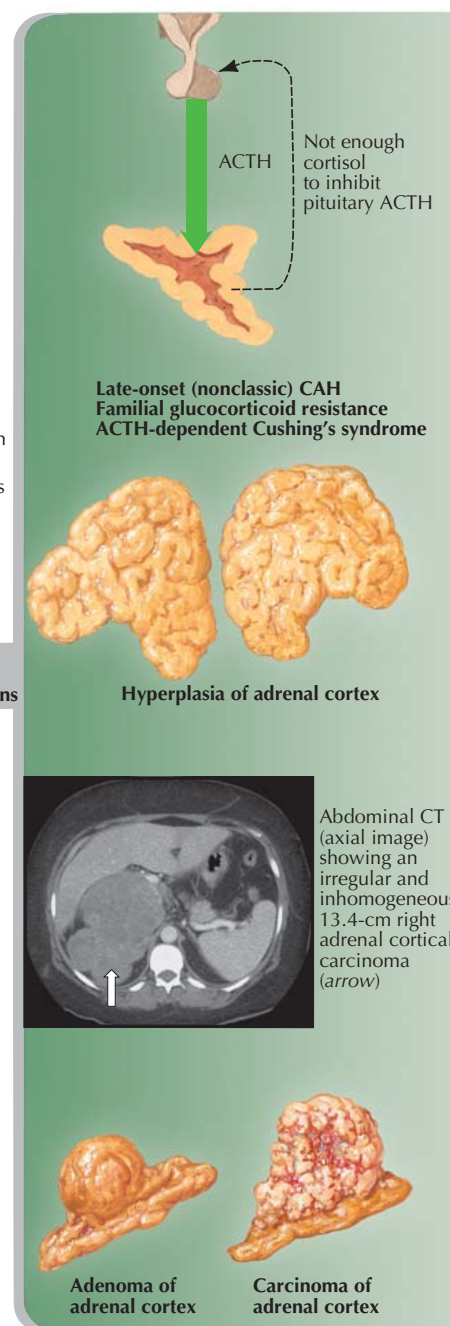 ACTH
Not enough
cortisol
to inhibit
pituitary ACTH
Late-onset (nonclassic) CAH
Familial glucocorticoid resistance
ACTH-dependent Cushing's syndrome
Hyperplasia of adrenal cortex
Abdominal CT
(axial image)
showing an
irregular and
inhomogeneous
13.4-cm right
adrenal cortical
carcinoma
(arrow)
Adenoma of
adrenal cortex
Carcinoma of
adrenal cortex